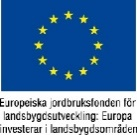 Europeiska jordbruksfonden för
landsbygdsutveckling: Europa
investerar i landsbygdsområden